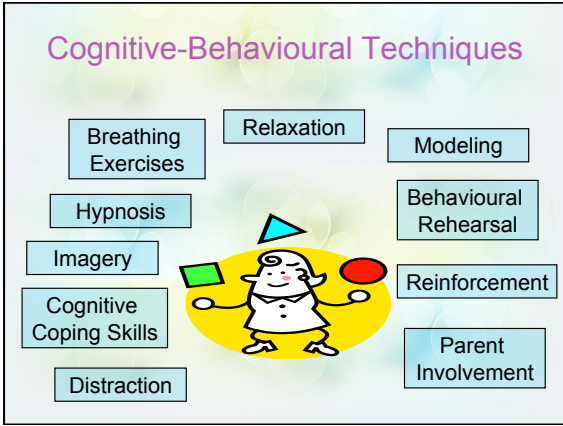 Cognitive-Behavioural Techniques
Relaxation
Breathing
Exercises
Modeling
Hypnosis
Behavioural
Rehearsal
Imagery
Reinforcement
Cognitive
Coping Skills
Parent
Involvement
Distraction